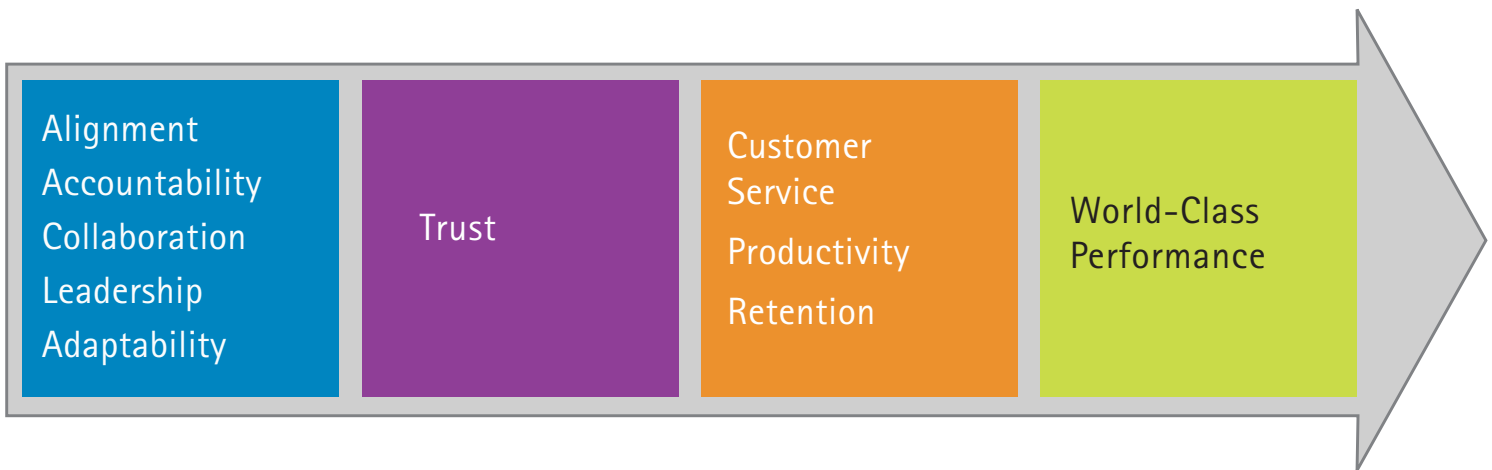 Alignment
Accountability
Collaboration
Leadership
Adaptability
Trust
Customer
Service
Productivity
Retention
World-Class
Performance